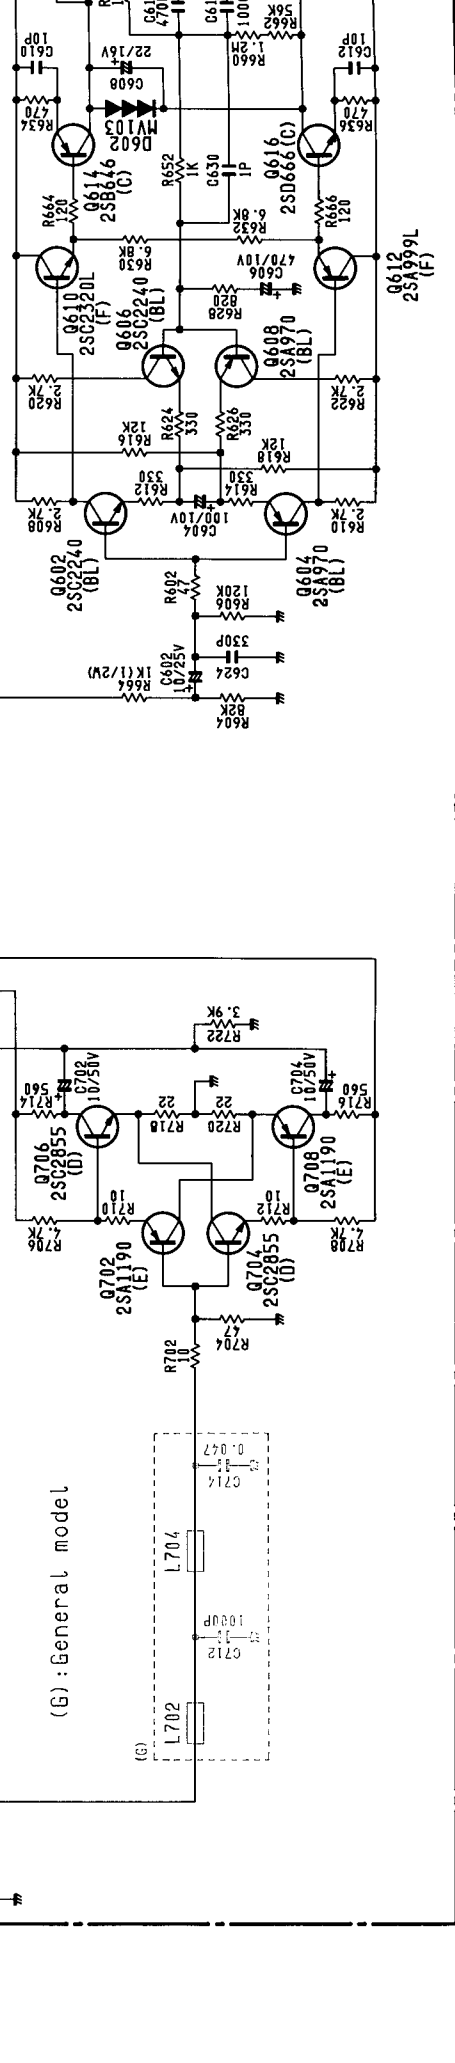 C610
10P
22/16V
C608
R660
1.2M
R662
56K
C612
10P
R634
470
D602
MV103
R652
1K
C630
1P
R636
470
Q614
2SB646
(C)
Q616
2SD666(C)
R664
120
R666
120
R630
6.8K
R632
6.8K
Q610
2SC2320L
(F)
Q612
2SA999L
(F)
C606
470/10V
R628
820
Q606
2SC2240
(BL)
Q608
2SA970
(BL)
R620
2.7K
R622
2.7K
R624
330
R626
330
R616
12K
R618
12K
R608
2.7K
R612
330
C604
100/10V
R614
330
R610
2.7K
Q602
2SC2240
(BL)
Q604
2SA970
(BL)
R602
47
R606
120K
C624
330P
C602
10/25V
R664
1K(1/2W)
R604
82K
R722
3.9K
C702
10/50V
C704
10/50V
R714
560
R716
560
R718
22
R720
22
Q706
2SC2855
(D)
Q708
2SA1190
(E)
R706
4.7K
R710
10
R712
10
R708
4.7K
Q702
2SA1190
(E)
Q704
2SC2855
(D)
R704
47
R702
10
C714
0.047
L704
C712
1000P
L702
(G)
(G):General model